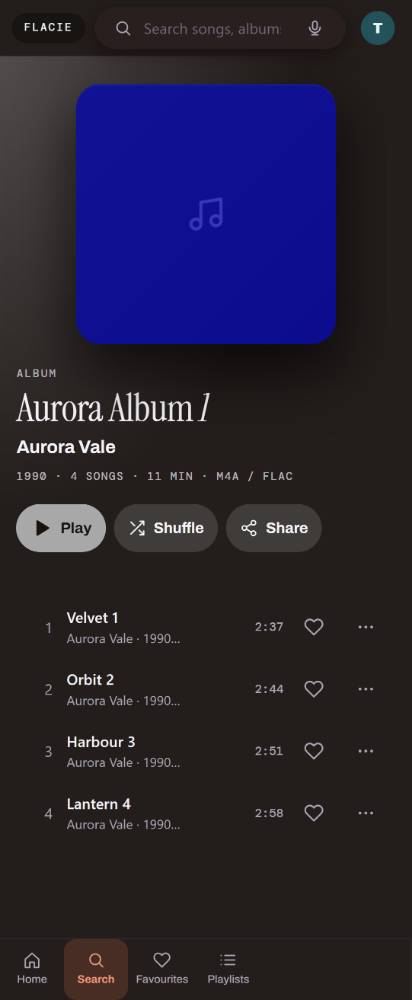 FLACIE
Search songs, album
T
ALBUM
Aurora Album 1
Aurora Vale
1990 · 4 SONGS · 11 MIN · M4A / FLAC
Play Shuffle Share
1 Velvet 1 2:37
Aurora Vale · 1990...
2 Orbit 2 2:44
Aurora Vale · 1990...
3 Harbour 3 2:51
Aurora Vale · 1990...
4 Lantern 4 2:58
Aurora Vale · 1990...
Home Search Favourites Playlists